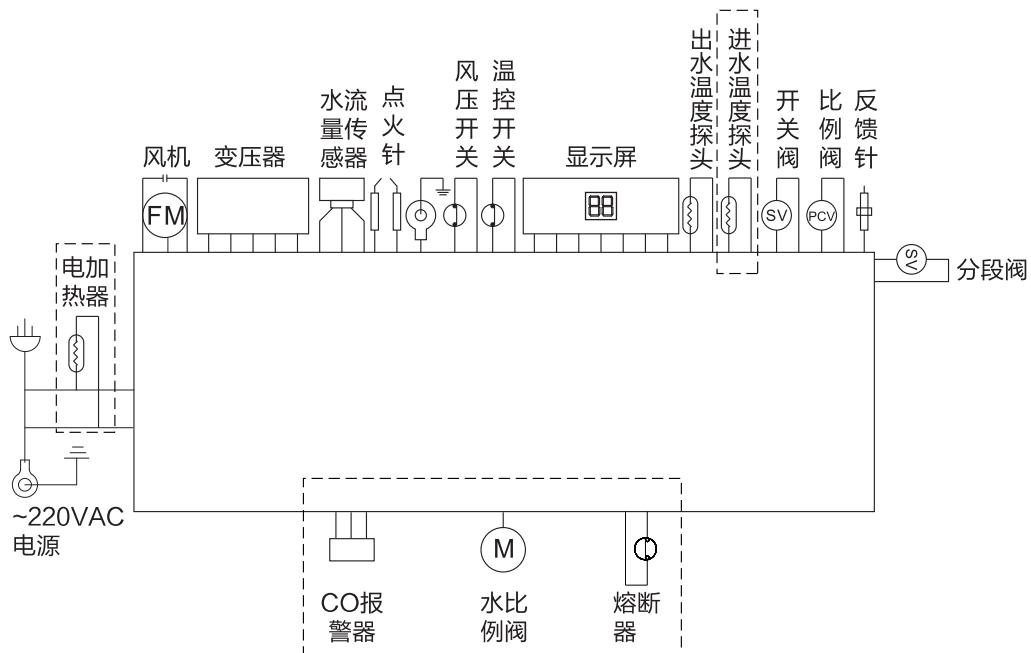 风机
FM
变压器
水流
量传
感器
点火针
风压开关
温控开关
显示屏
88
出水温度探头
进水温度探头
开关阀
SV
比例阀
PCV
反馈针
SV
分段阀
电加
热器
~220VAC
电源
CO报
警器
M
水比
例阀
熔断
器